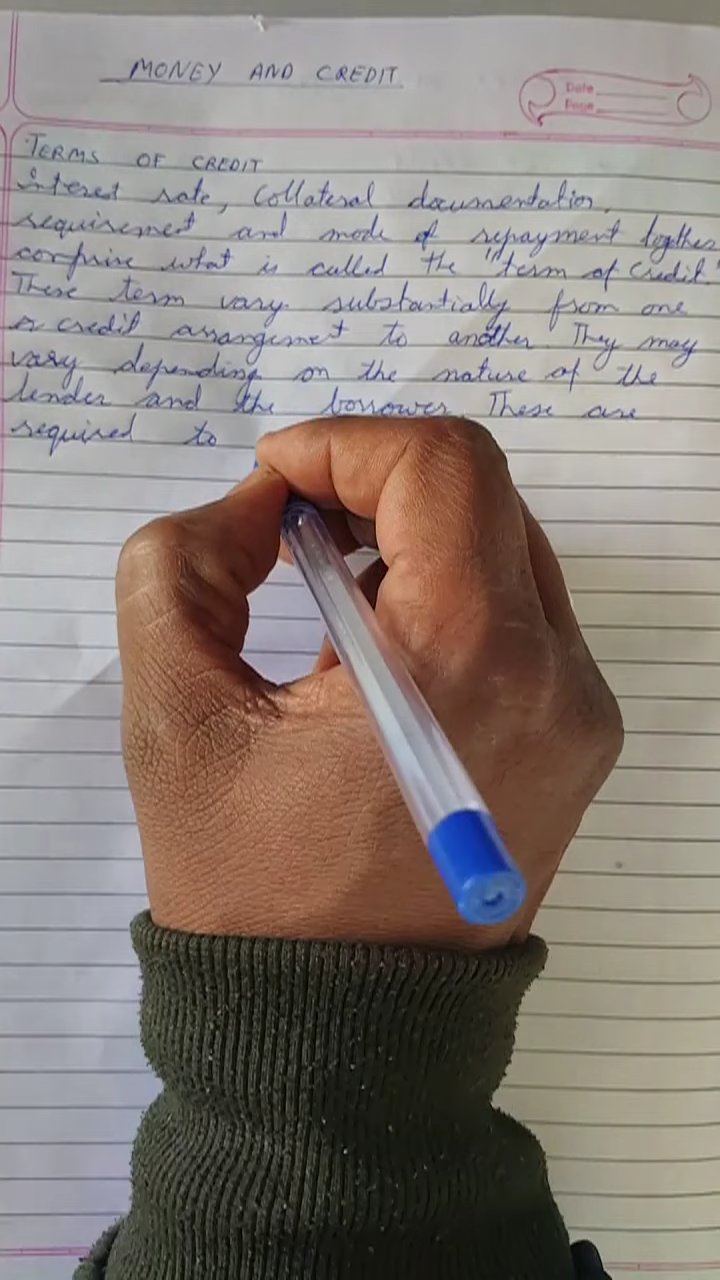 MONEY AND CREDIT
Date
Page
TERMS OF CREDIT
Interest rate, Collateral documentation,
requirement and mode of repayment together
comprise what is called the "term of Credit"
These term vary substantially from one
credit arrangement to another. They may
vary depending on the nature of the
lender and the borrower. These are
required to